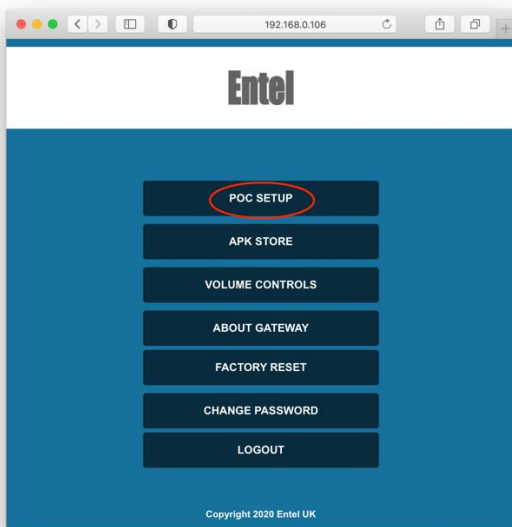 192.168.0.106
Entel
POC SETUP
APK STORE
VOLUME CONTROLS
ABOUT GATEWAY
FACTORY RESET
CHANGE PASSWORD
LOGOUT
Copyright 2020 Entel UK